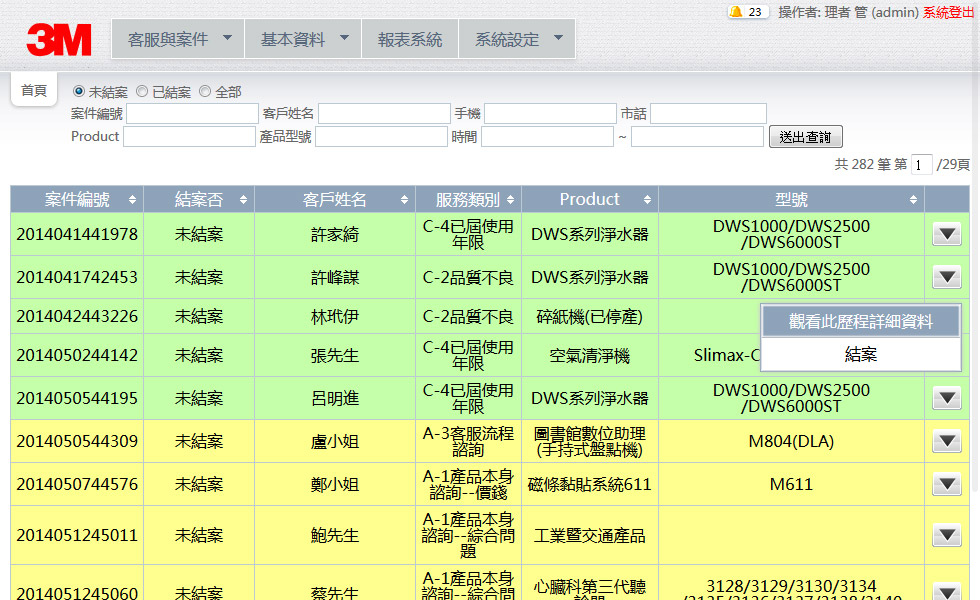 23 操作者: 理者 管 (admin) 系統登出
3M 客服與案件 基本資料 報表系統 系統設定
首頁 未結案 已結案 全部
案件編號 客戶姓名 手機 市話
Product 產品型號 時間 ~ 送出查詢
共 282 筆 第 1 /29頁
案件編號 結案否 客戶姓名 服務類別 Product 型號
2014041441978 未結案 許家綺 C-4已屆使用年限 DWS系列淨水器 DWS1000/DWS2500/DWS6000ST
2014041742453 未結案 許峰謀 C-2品質不良 DWS系列淨水器 DWS1000/DWS2500/DWS6000ST
2014042443226 未結案 林玳伊 C-2品質不良 碎紙機(已停產)
觀看此歷程詳細資料
2014050244142 未結案 張先生 C-4已屆使用年限 空氣清淨機 Slimax-C
結案
2014050544195 未結案 呂明進 C-4已屆使用年限 DWS系列淨水器 DWS1000/DWS2500/DWS6000ST
2014050544309 未結案 盧小姐 A-3客服流程諮詢 圖書館數位助理(手持式盤點機) M804(DLA)
2014050744576 未結案 鄭小姐 A-1產品本身諮詢--價錢 磁條黏貼系統611 M611
2014051245011 未結案 鮑先生 A-1產品本身諮詢--綜合問題 工業暨交通產品
2014051245060 未結案 蔡先生 A-1產品本身諮詢--綜合問 心臟科第三代聽 3128/3129/3130/3134